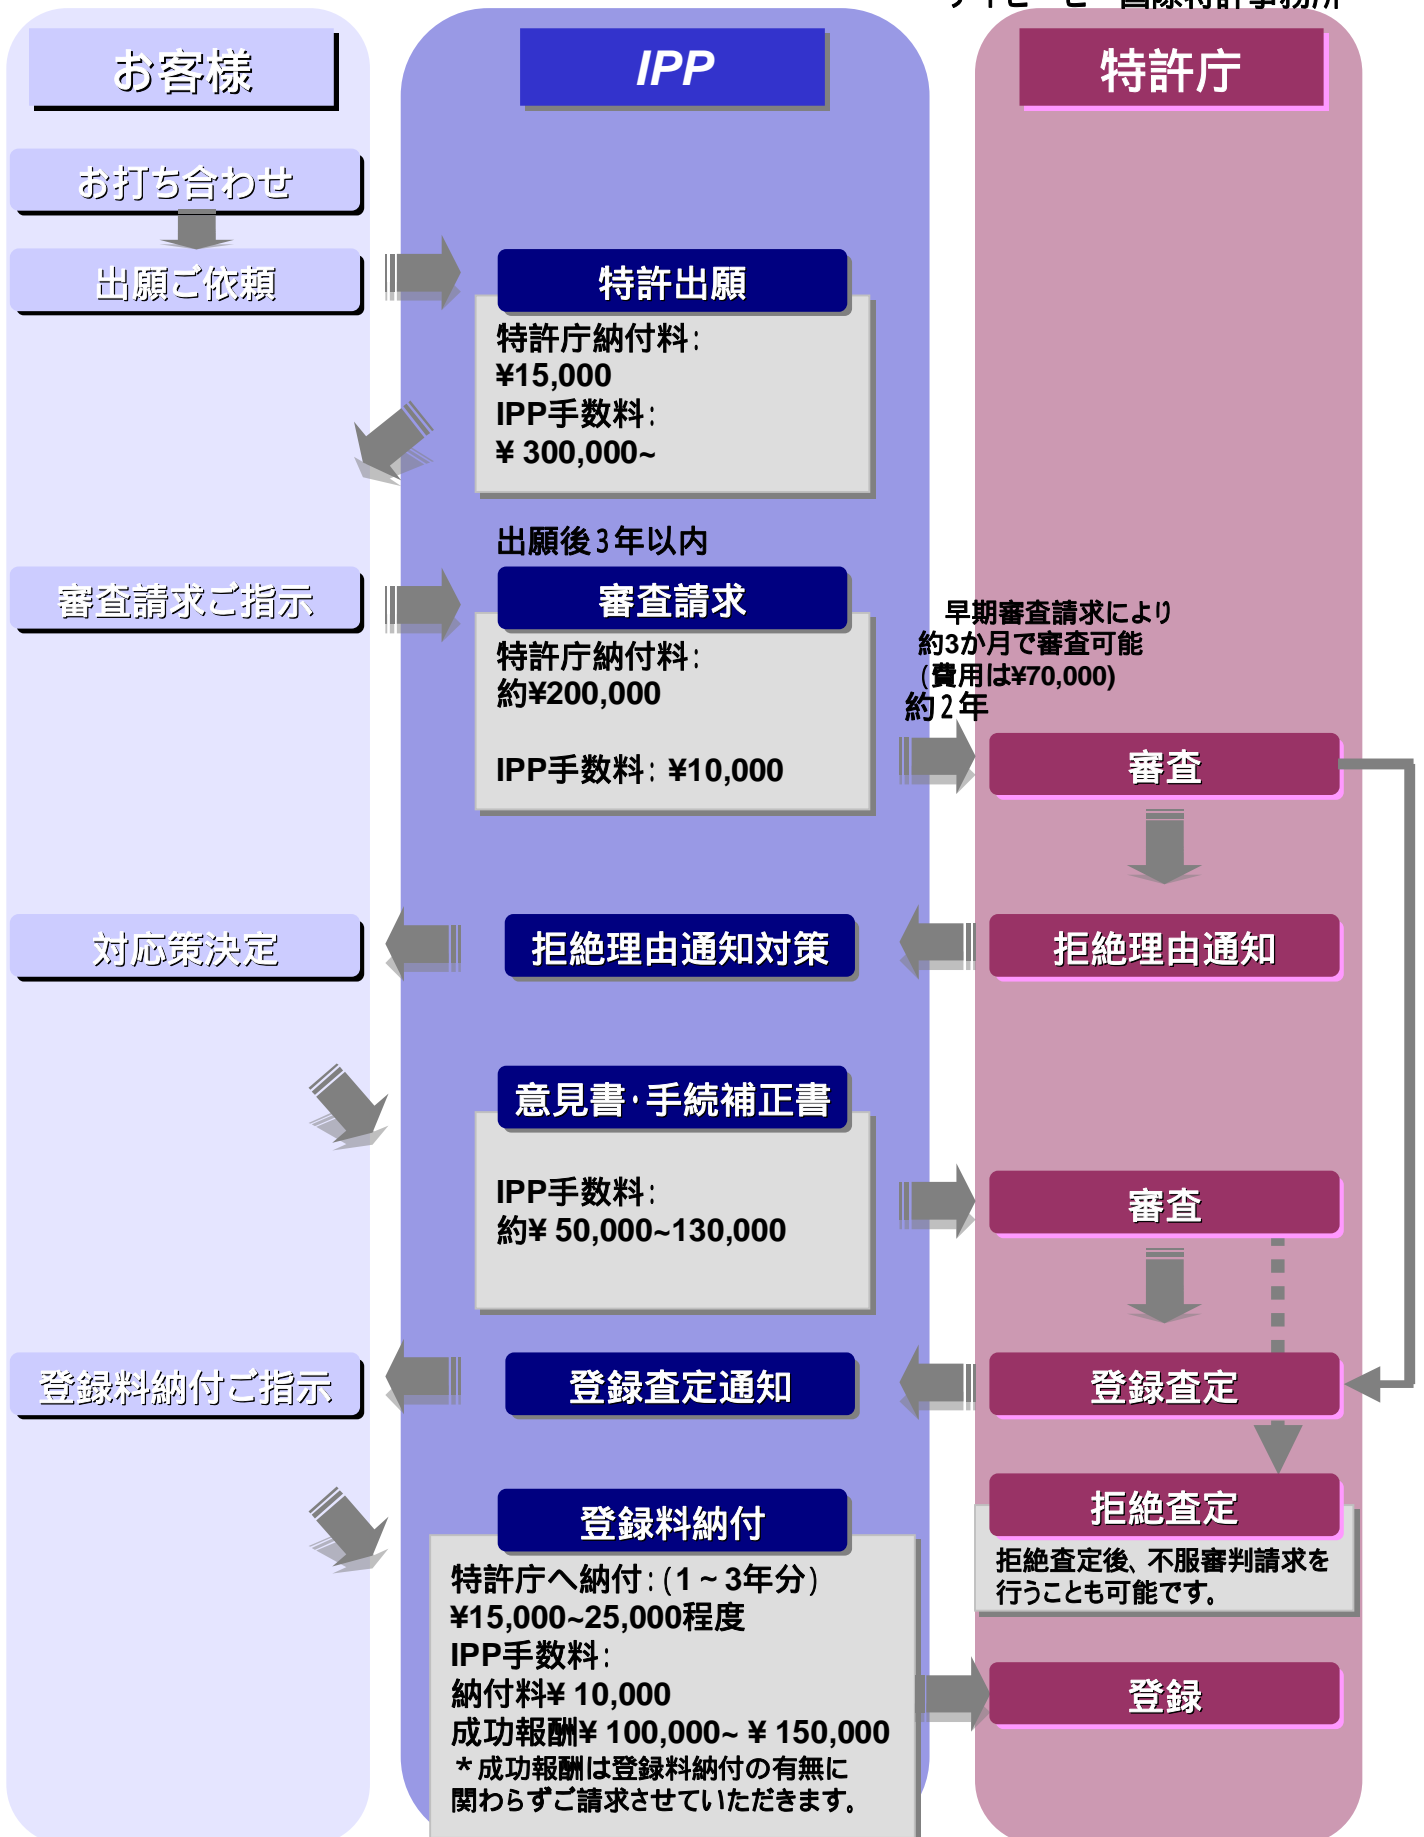 国際特許事務所
お客様
IPP
特許庁
お打ち合わせ
出願ご依頼
特許出願
特許庁納付料:
¥15,000
IPP手数料:
¥ 300,000~
出願後3年以内
審査請求ご指示
審査請求
特許庁納付料:
約¥200,000
IPP手数料: ¥10,000
早期審査請求により
約3か月で審査可能
(費用は¥70,000)
約2年
審査
対応策決定
拒絶理由通知対策
拒絶理由通知
意見書・手続補正書
IPP手数料:
約¥ 50,000~130,000
審査
登録料納付ご指示
登録査定通知
登録査定
拒絶査定
拒絶査定後、不服審判請求を
行うことも可能です。
登録料納付
特許庁へ納付:(1~3年分)
¥15,000~25,000程度
IPP手数料:
納付料¥ 10,000
成功報酬¥ 100,000~ ¥ 150,000
*成功報酬は登録料納付の有無に
関わらずご請求させていただきます。
登録